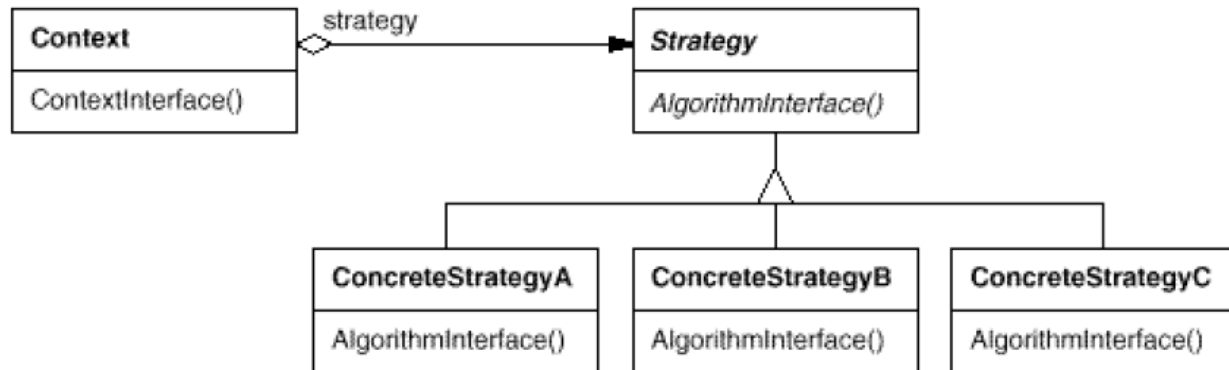 strategy
Context
Strategy
ContextInterface()
AlgorithmInterface()
ConcreteStrategyA
ConcreteStrategyB
ConcreteStrategyC
AlgorithmInterface()
AlgorithmInterface()
AlgorithmInterface()